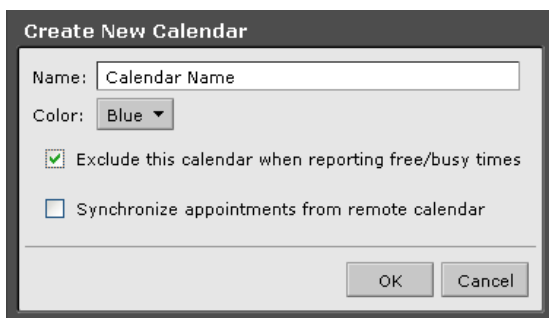 Create New Calendar
Name: Calendar Name
Color: Blue
Exclude this calendar when reporting free/busy times
Synchronize appointments from remote calendar
OK Cancel